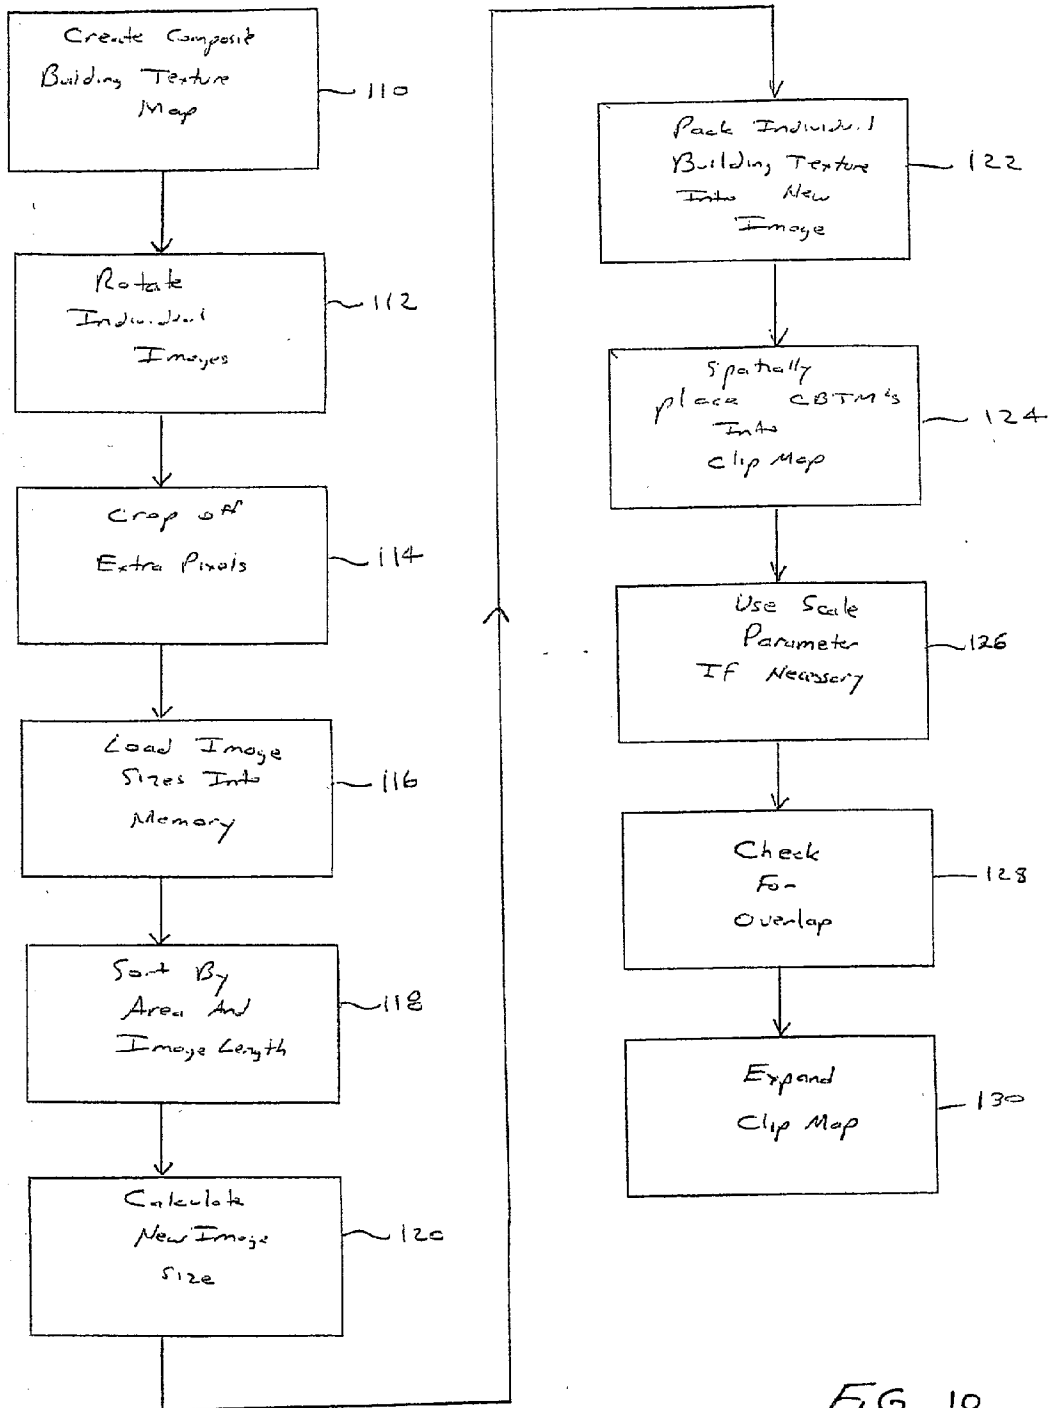 Create Composite
Building Texture
Map
110
Rotate
Individual
Images
112
Crop off
Extra Pixels
114
Load Image
Sizes Into
Memory
116
Sort By
Area And
Image Length
118
Calculate
New Image
Size
120
Pack Individual
Building Texture
Into New
Image
122
Spatially
place CBTM's
Into
Clip Map
124
Use Scale
Parameter
If Necessary
126
Check
For
Overlap
128
Expand
Clip Map
130
FIG 10